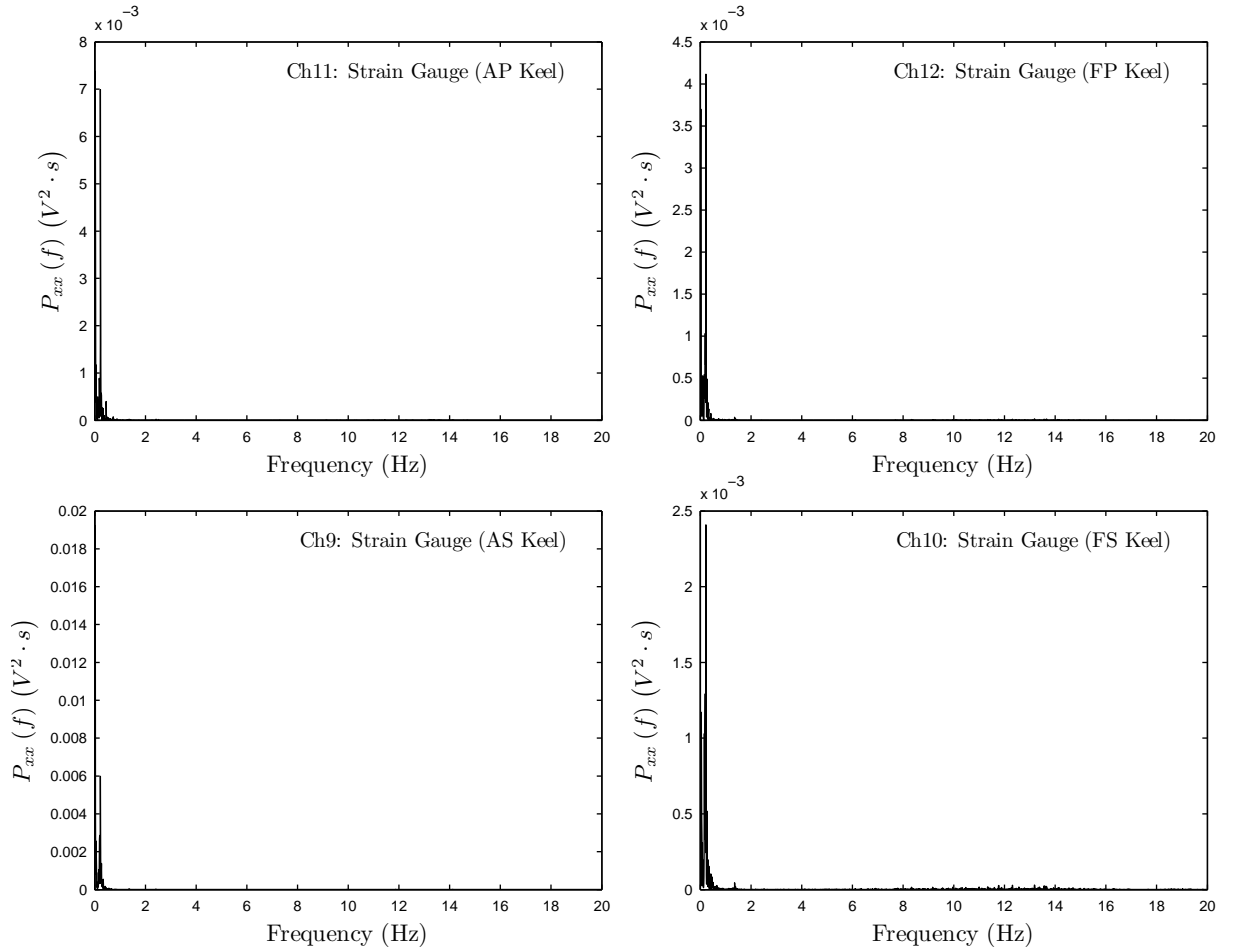 x 10⁻³
8
7
6
5
4
3
2
1
0
0 2 4 6 8 10 12 14 16 18 20
Ch11: Strain Gauge (AP Keel)
P_xx (f) (V² · s)
Frequency (Hz)
x 10⁻³
4.5
4
3.5
3
2.5
2
1.5
1
0.5
0
0 2 4 6 8 10 12 14 16 18 20
Ch12: Strain Gauge (FP Keel)
P_xx (f) (V² · s)
Frequency (Hz)
0.02
0.018
0.016
0.014
0.012
0.01
0.008
0.006
0.004
0.002
0
0 2 4 6 8 10 12 14 16 18 20
Ch9: Strain Gauge (AS Keel)
P_xx (f) (V² · s)
Frequency (Hz)
x 10⁻³
2.5
2
1.5
1
0.5
0
0 2 4 6 8 10 12 14 16 18 20
Ch10: Strain Gauge (FS Keel)
P_xx (f) (V² · s)
Frequency (Hz)